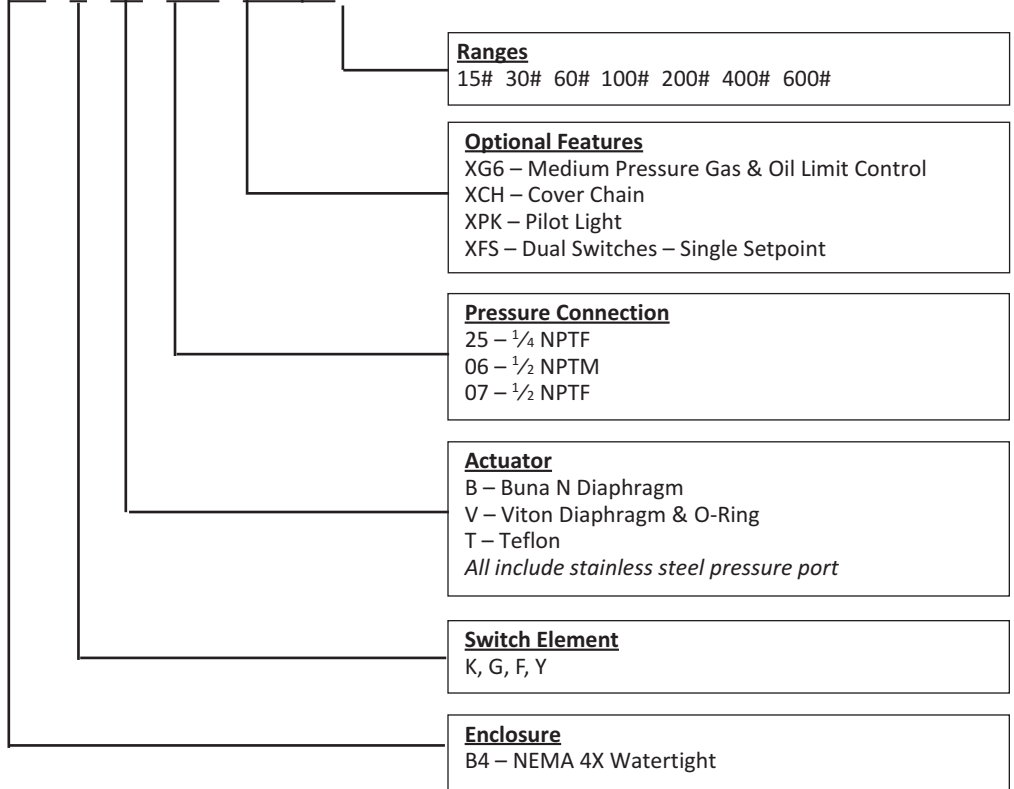 Ranges
15# 30# 60# 100# 200# 400# 600#
Optional Features
XG6 – Medium Pressure Gas & Oil Limit Control
XCH – Cover Chain
XPK – Pilot Light
XFS – Dual Switches – Single Setpoint
Pressure Connection
25 – 1⁄4 NPTF
06 – 1⁄2 NPTM
07 – 1⁄2 NPTF
Actuator
B – Buna N Diaphragm
V – Viton Diaphragm & O-Ring
T – Teflon
All include stainless steel pressure port
Switch Element
K, G, F, Y
Enclosure
B4 – NEMA 4X Watertight